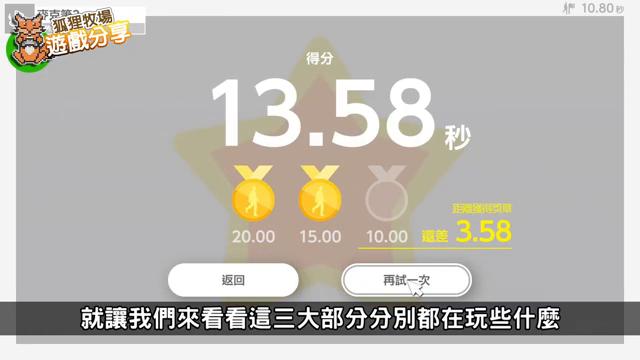 狐狸牧場
遊戲分享
10.80秒
得分
13.58秒
20.00
15.00
10.00
距離獲得獎章
還差 3.58
返回
再試一次
就讓我們來看看這三大部分分別都在玩些什麼